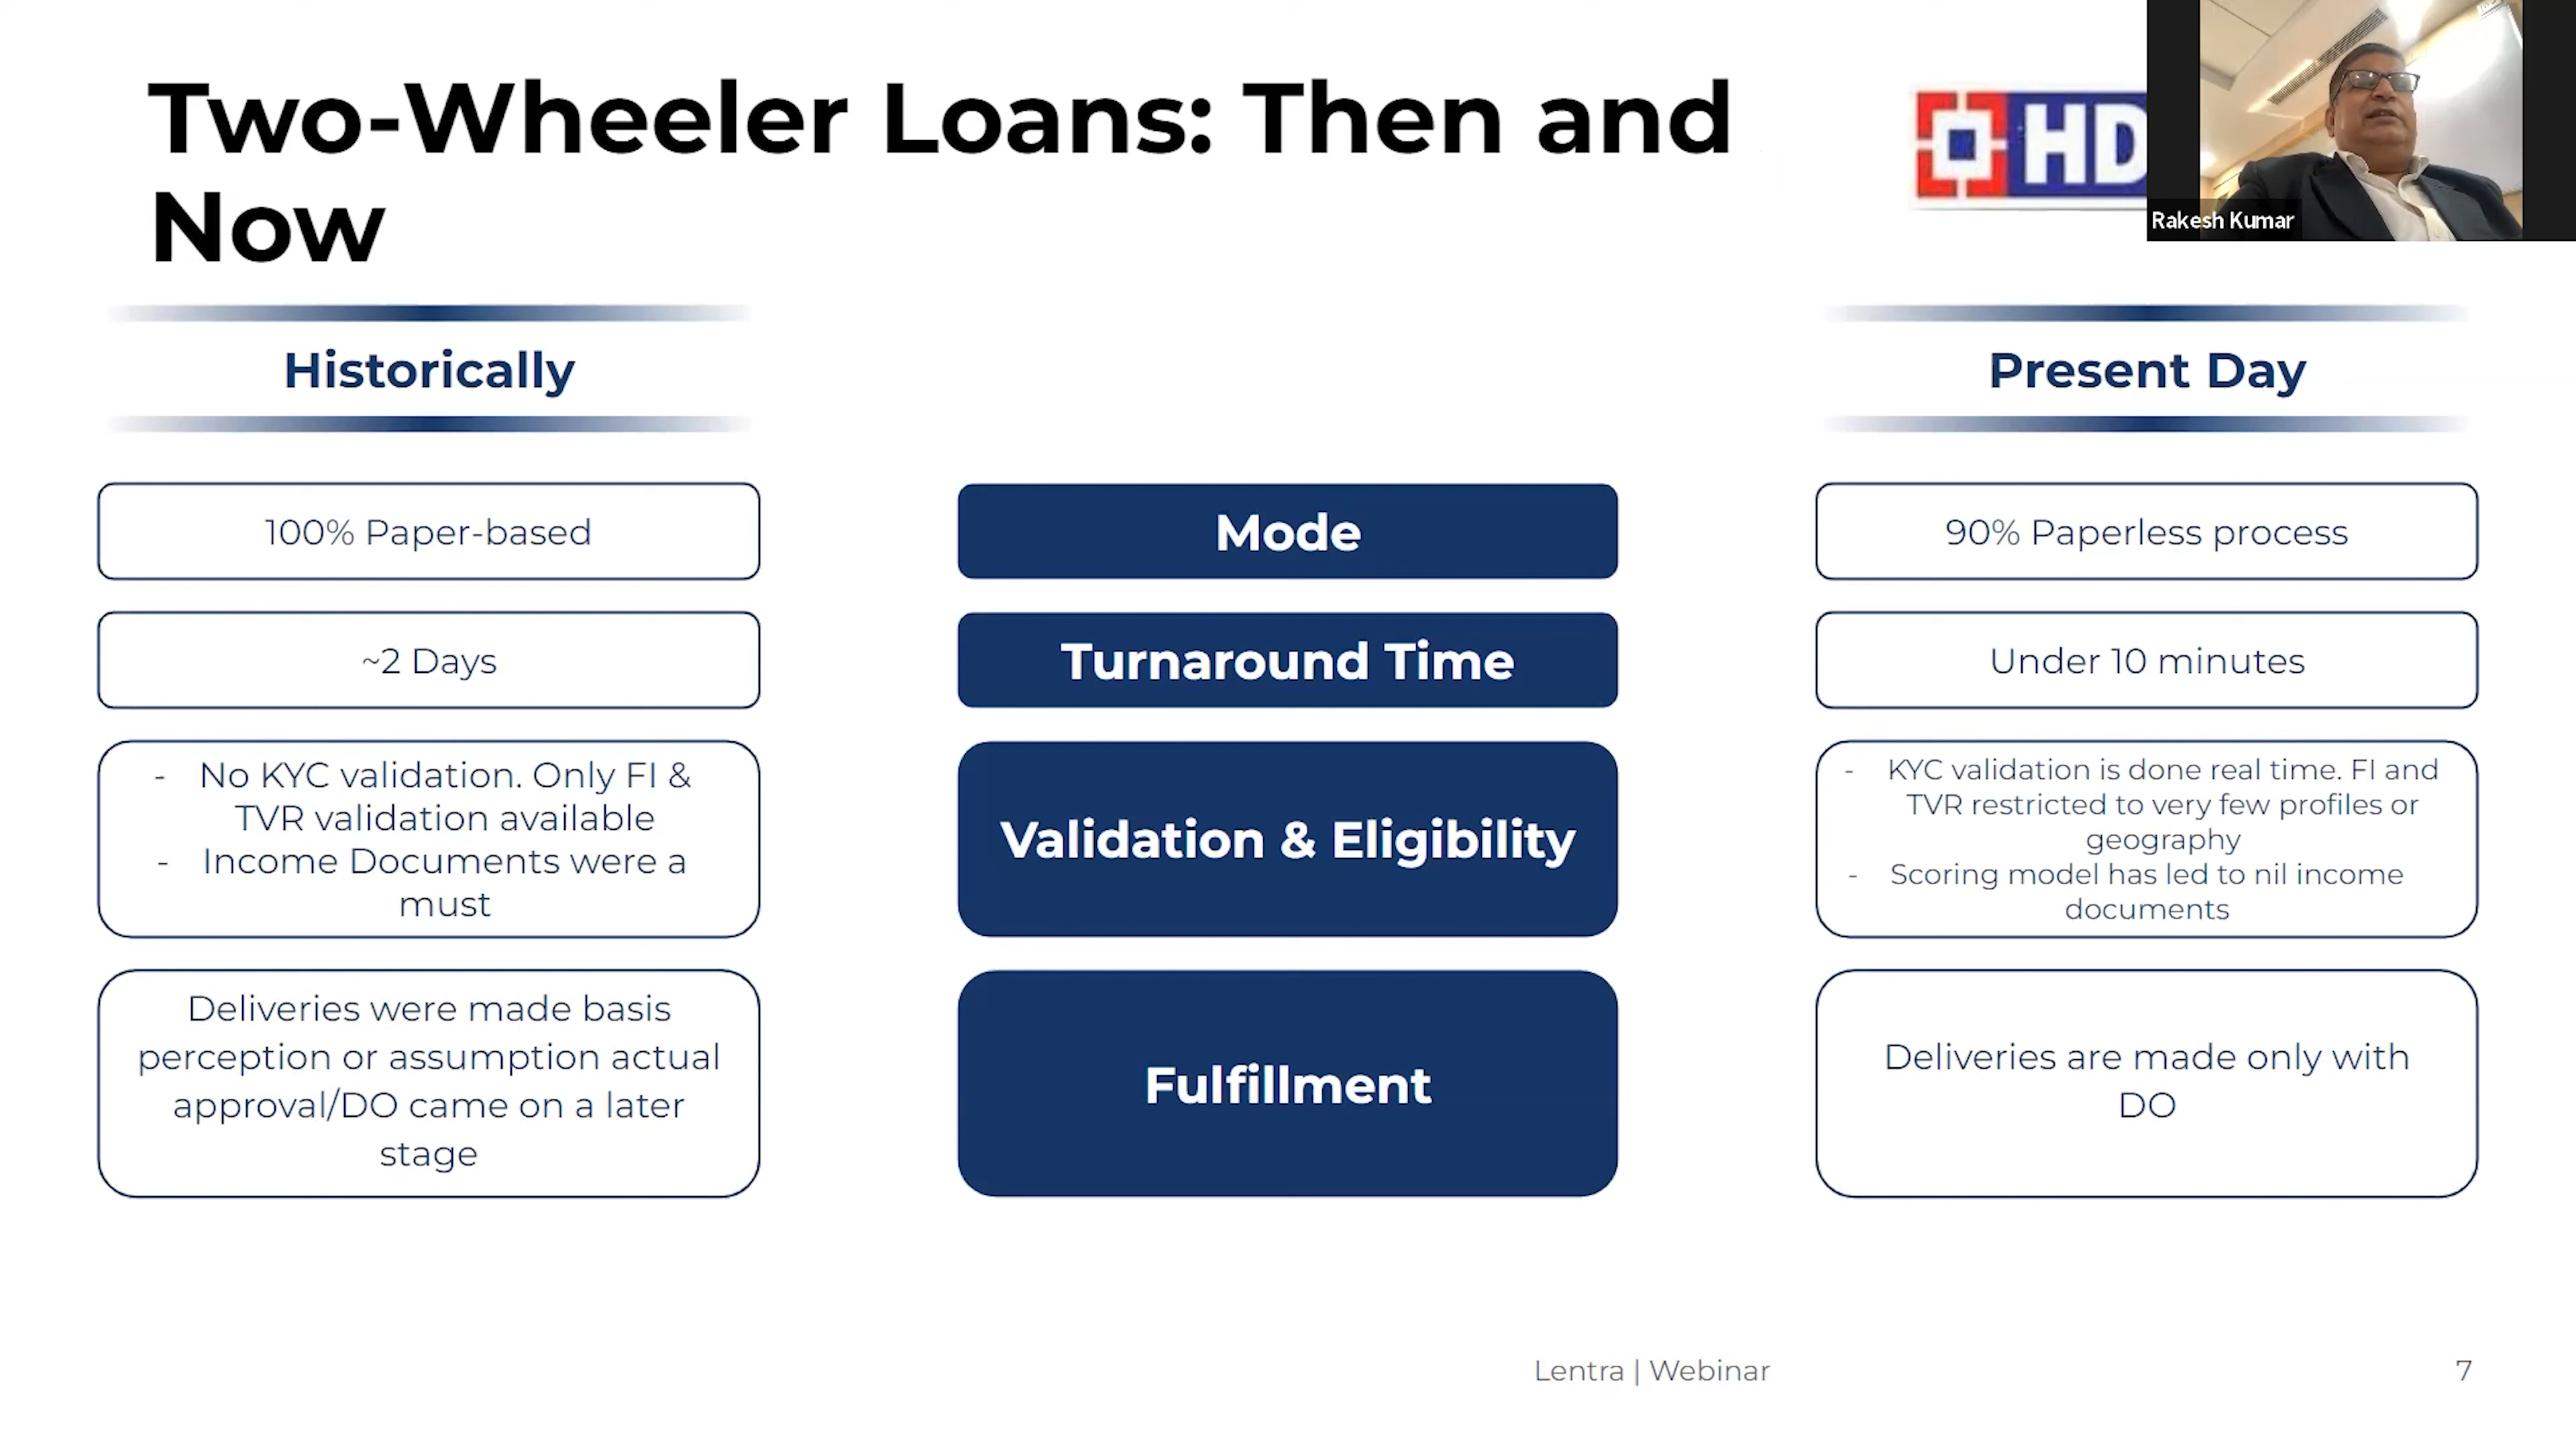 Two-Wheeler Loans: Then and
Now
HD
Rakesh Kumar
Historically
Present Day
100% Paper-based
Mode
90% Paperless process
~2 Days
Turnaround Time
Under 10 minutes
- No KYC validation. Only FI &
TVR validation available
- Income Documents were a
must
Validation & Eligibility
- KYC validation is done real time. FI and
TVR restricted to very few profiles or
geography
- Scoring model has led to nil income
documents
Deliveries were made basis
perception or assumption actual
approval/DO came on a later
stage
Fulfillment
Deliveries are made only with
DO
Lentra | Webinar
7